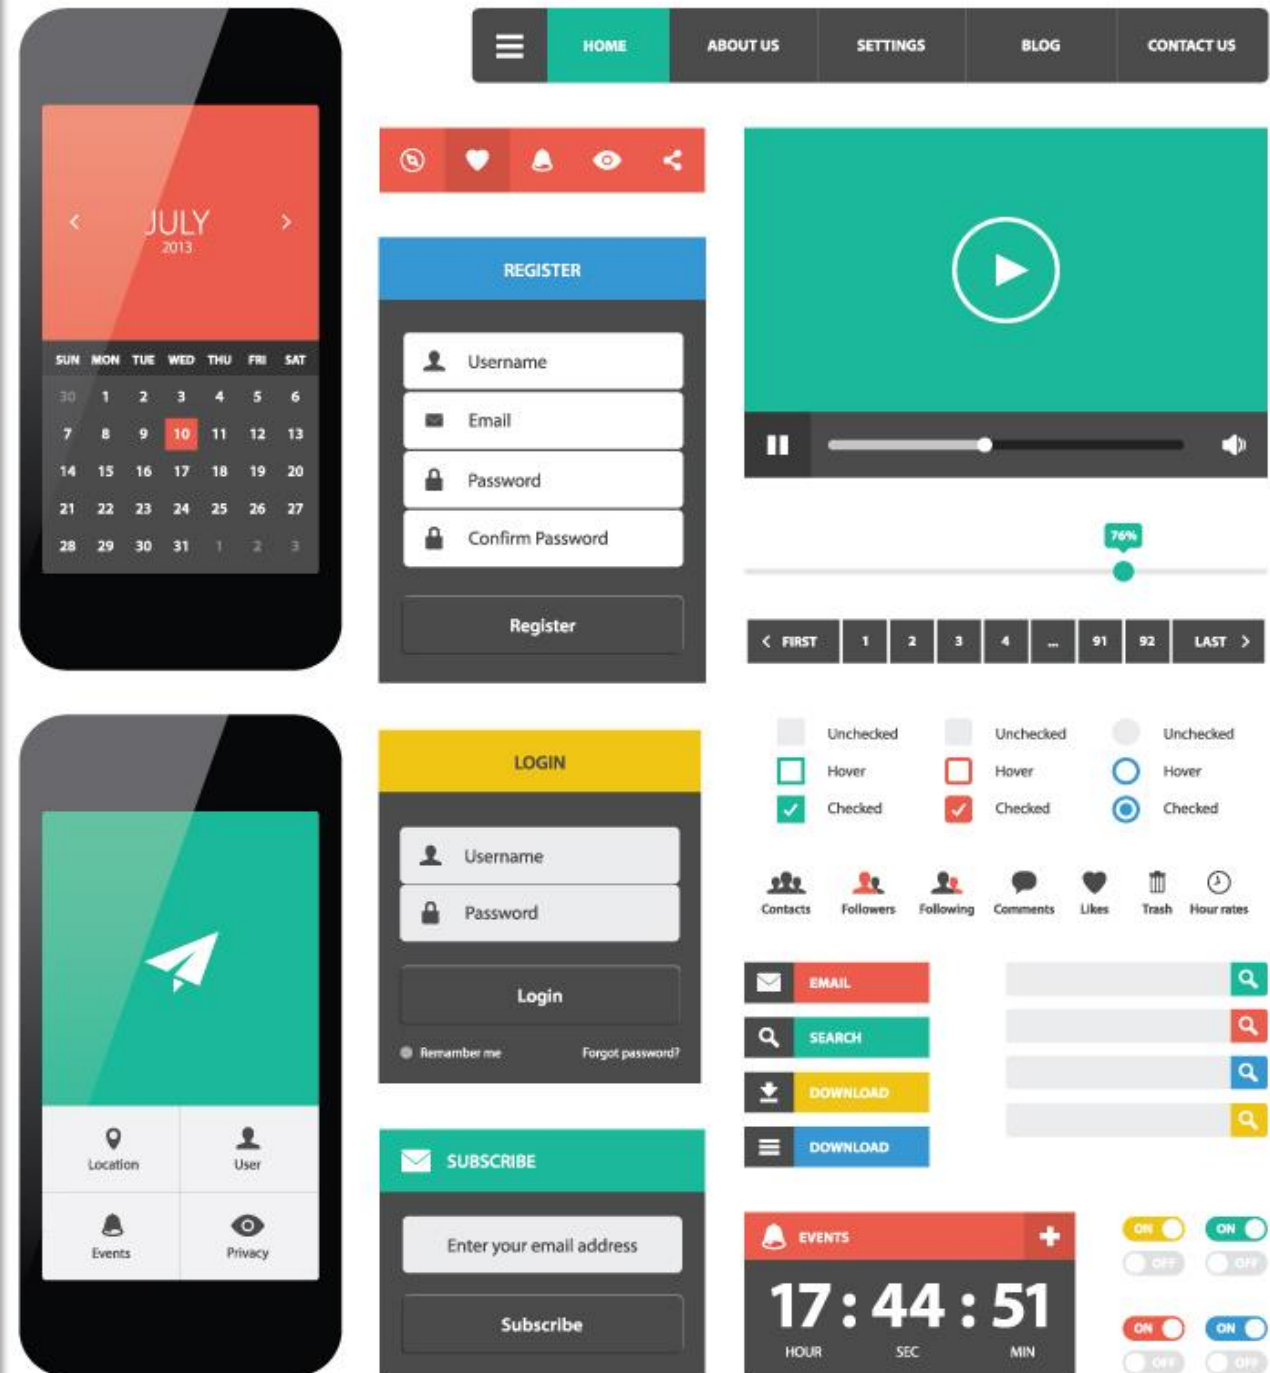 HOME ABOUT US SETTINGS BLOG CONTACT US
JULY
2013
SUN MON TUE WED THU FRI SAT
30 1 2 3 4 5 6
7 8 9 10 11 12 13
14 15 16 17 18 19 20
21 22 23 24 25 26 27
28 29 30 31 1 2 3
REGISTER
Username
Email
Password
Confirm Password
Register
76%
FIRST 1 2 3 4 ... 91 92 LAST
Unchecked Unchecked Unchecked
Hover Hover Hover
Checked Checked Checked
Contacts Followers Following Comments Likes Trash Hour rates
LOGIN
Username
Password
Login
Remamber me Forgot password?
EMAIL
SEARCH
DOWNLOAD
DOWNLOAD
Location User
Events Privacy
SUBSCRIBE
Enter your email address
Subscribe
EVENTS
17 : 44 : 51
HOUR SEC MIN
ON ON
OFF OFF
ON ON
OFF OFF